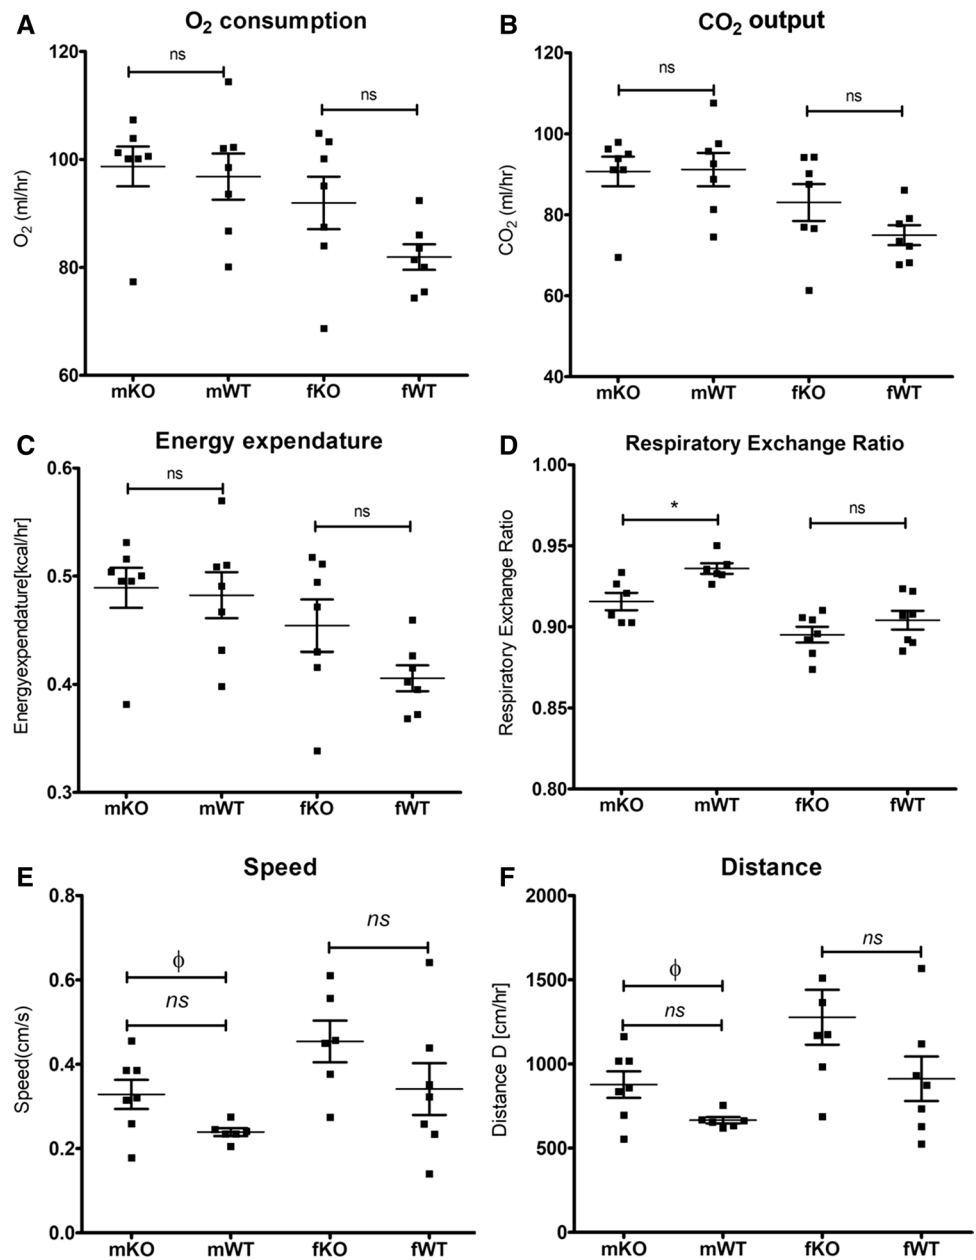 A
O2 consumption
120
100
80
60
O2 (ml/hr)
ns
ns
mKO mWT fKO fWT
B
CO2 output
120
100
80
60
40
CO2 (ml/hr)
ns
ns
mKO mWT fKO fWT
C
Energy expendature
0.6
0.5
0.4
0.3
Energyexpendature[kcal/hr]
ns
ns
mKO mWT fKO fWT
D
Respiratory Exchange Ratio
1.00
0.95
0.90
0.85
0.80
Respiratory Exchange Ratio
*
ns
mKO mWT fKO fWT
E
Speed
0.8
0.6
0.4
0.2
0.0
Speed(cm/s)
ϕ
ns
ns
mKO mWT fKO fWT
F
Distance
2000
1500
1000
500
0
Distance D [cm/hr]
ϕ
ns
ns
mKO mWT fKO fWT